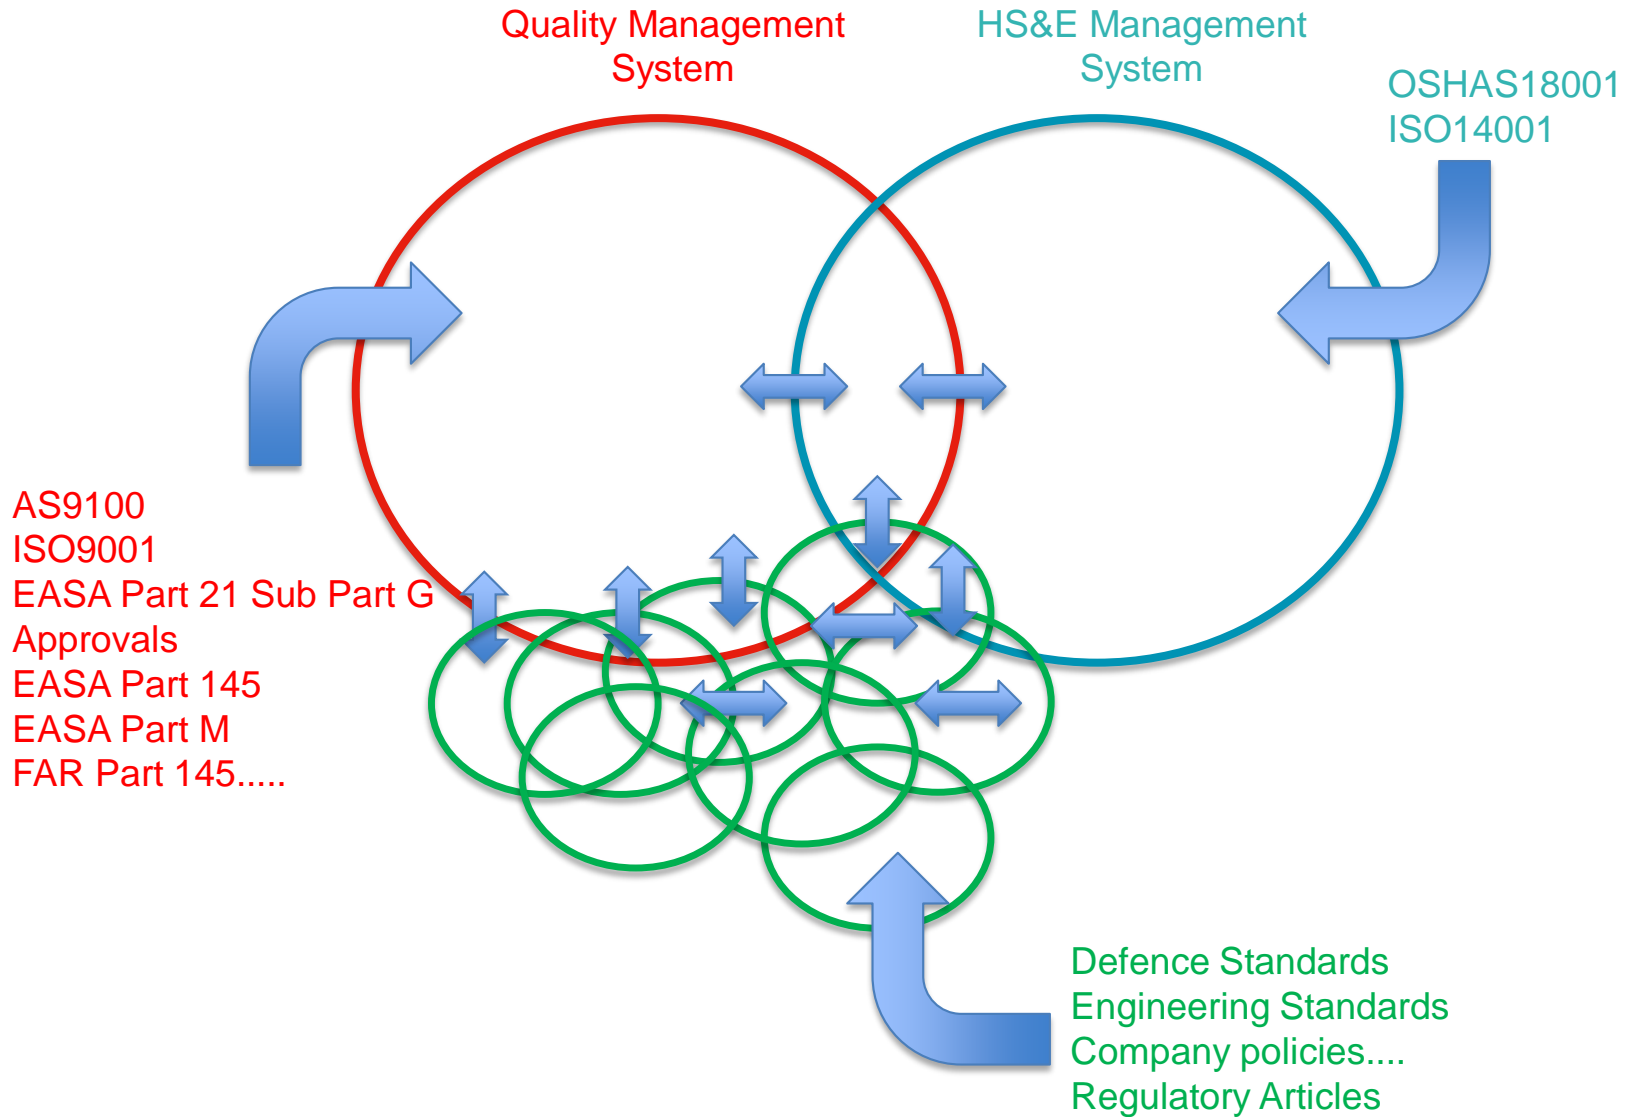 Quality Management
System
HS&E Management
System
OSHAS18001
ISO14001
AS9100
ISO9001
EASA Part 21 Sub Part G
Approvals
EASA Part 145
EASA Part M
FAR Part 145.....
Defence Standards
Engineering Standards
Company policies....
Regulatory Articles